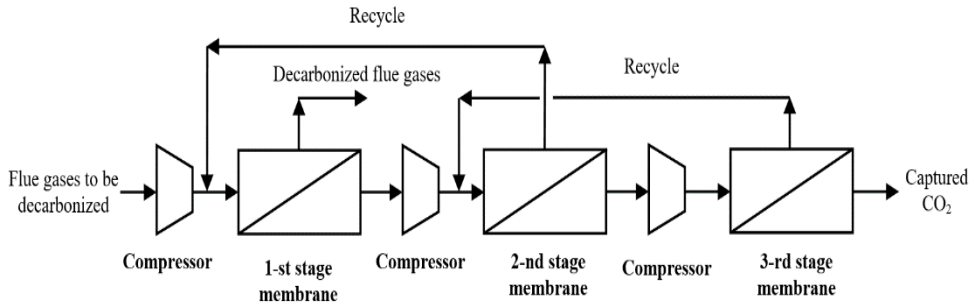 Recycle
Decarbonized flue gases
Recycle
Flue gases to be
decarbonized
Captured
CO₂
Compressor
1-st stage
membrane
Compressor
2-nd stage
membrane
Compressor
3-rd stage
membrane